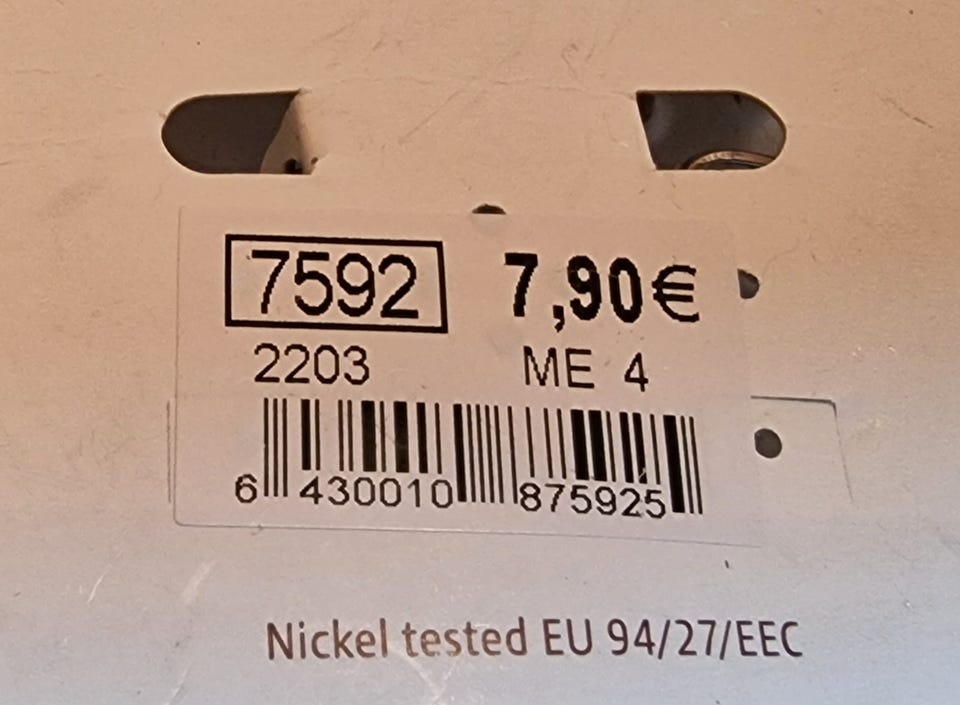 7592 7,90€
2203 ME 4
6 430010 875925
Nickel tested EU 94/27/EEC